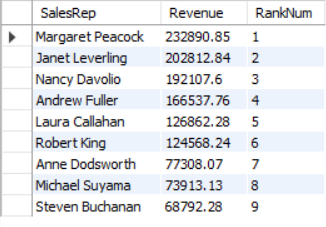 SalesRep Revenue RankNum
Margaret Peacock 232890.85 1
Janet Leverling 202812.84 2
Nancy Davolio 192107.6 3
Andrew Fuller 166537.76 4
Laura Callahan 126862.28 5
Robert King 124568.24 6
Anne Dodsworth 77308.07 7
Michael Suyama 73913.13 8
Steven Buchanan 68792.28 9